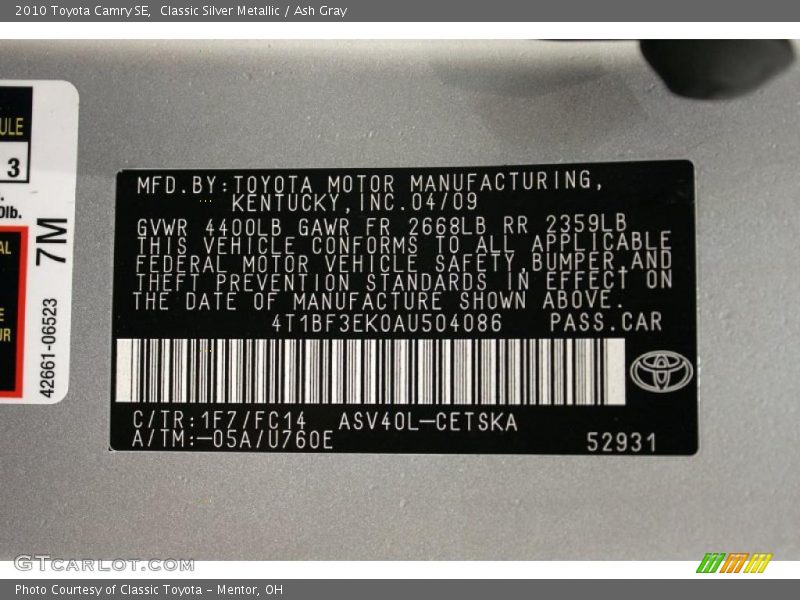 2010 Toyota Camry SE,  Classic Silver Metallic / Ash Gray
ULE
3
0lb.
AL
E
UR
7M
42661-06523
MFD.BY:TOYOTA MOTOR MANUFACTURING,
KENTUCKY,INC.04/09
GVWR 4400LB GAWR FR 2668LB RR 2359LB
THIS VEHICLE CONFORMS TO ALL APPLICABLE
FEDERAL MOTOR VEHICLE SAFETY,BUMPER,AND
THEFT PREVENTION STANDARDS IN EFFECT ON
THE DATE OF MANUFACTURE SHOWN ABOVE.
4T1BF3EK0AU504086 PASS.CAR
C/TR:1F7/FC14 ASV40L-CETSKA
A/TM:-05A/U760E 52931
GTCARLOT.COM
Photo Courtesy of Classic Toyota - Mentor, OH